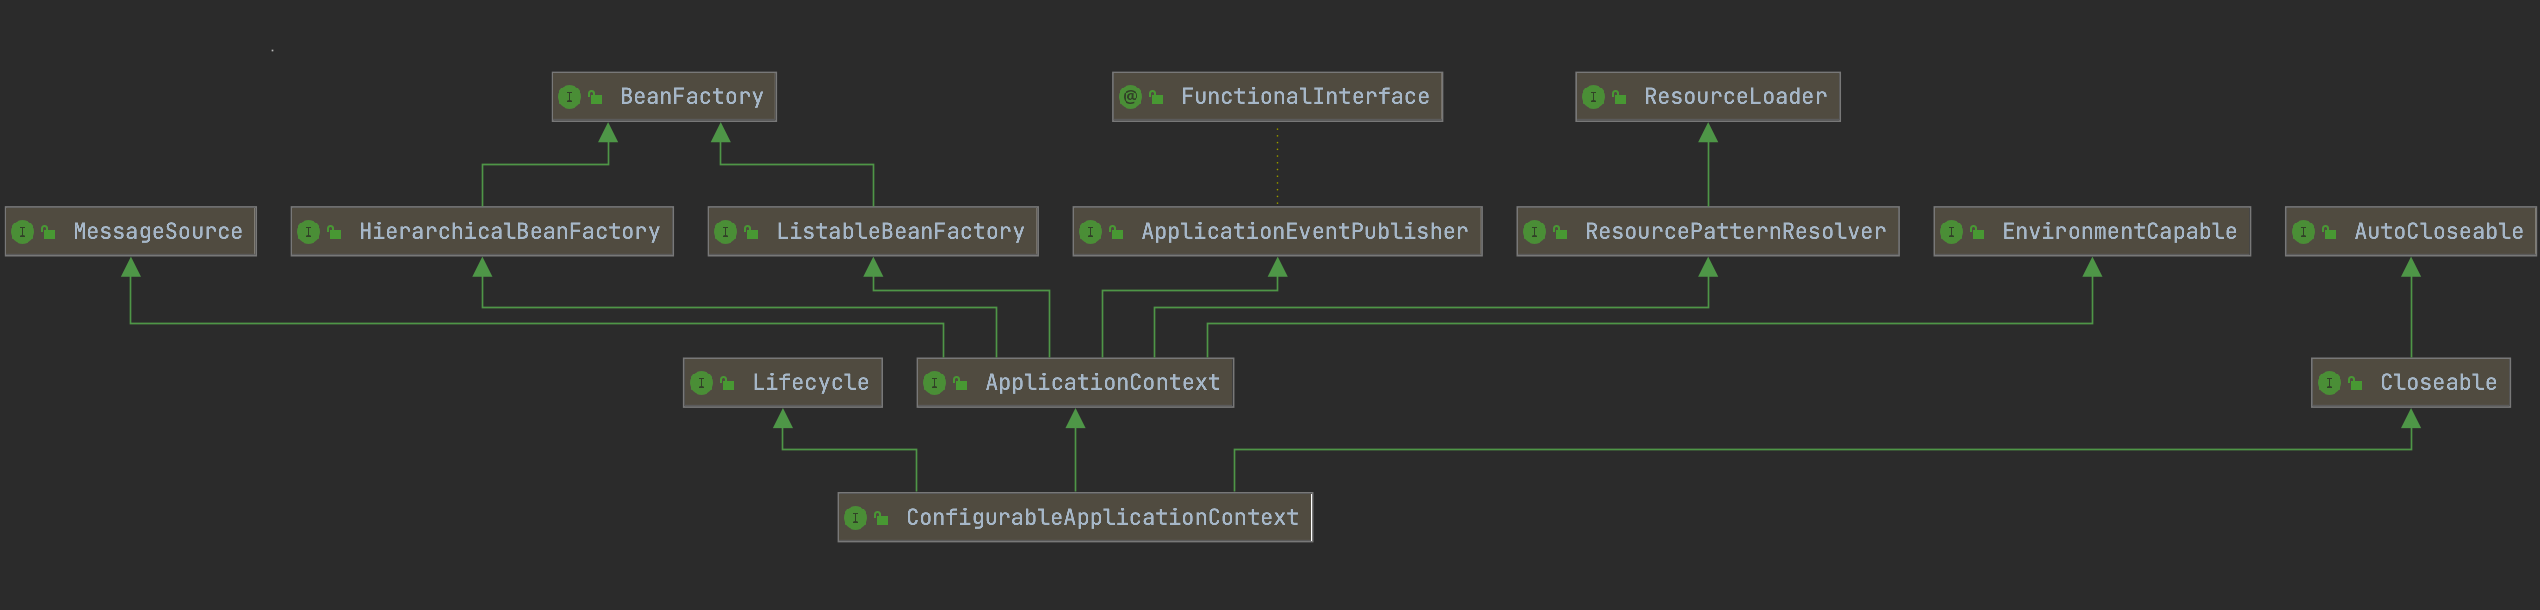 BeanFactory
FunctionalInterface
ResourceLoader
MessageSource
HierarchicalBeanFactory
ListableBeanFactory
ApplicationEventPublisher
ResourcePatternResolver
EnvironmentCapable
AutoCloseable
Lifecycle
ApplicationContext
Closeable
ConfigurableApplicationContext